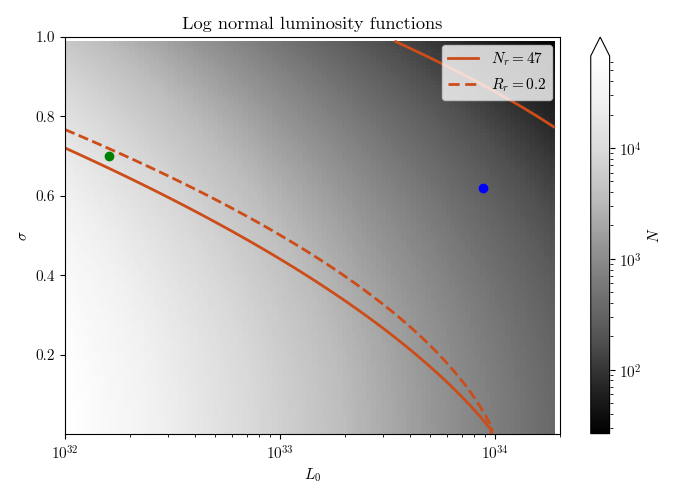 Log normal luminosity functions
1.0
0.8
0.6
0.4
0.2
σ
10^32
10^33
10^34
L_0
N_r = 47
R_r = 0.2
10^4
10^3
10^2
N